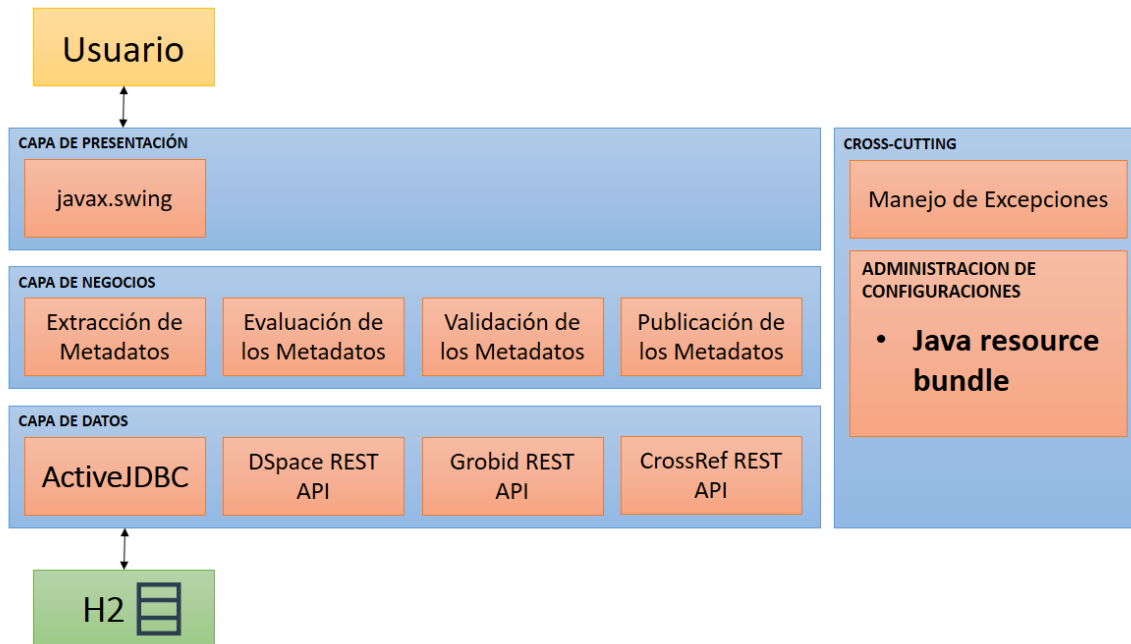 Usuario
CAPA DE PRESENTACIÓN
javax.swing
CAPA DE NEGOCIOS
Extracción de
Metadatos
Evaluación de
los Metadatos
Validación de
los Metadatos
Publicación de
los Metadatos
CAPA DE DATOS
ActiveJDBC
DSpace REST
API
Grobid REST
API
CrossRef REST
API
H2
CROSS-CUTTING
Manejo de Excepciones
ADMINISTRACION DE
CONFIGURACIONES
• Java resource
bundle